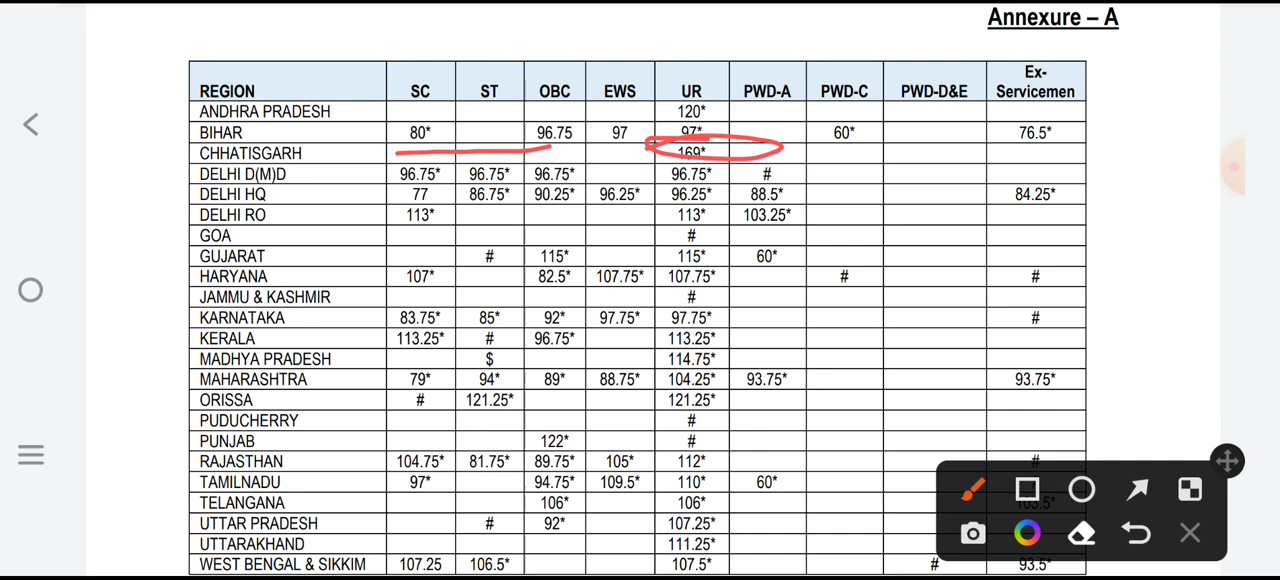 Annexure – A
REGION SC ST OBC EWS UR PWD-A PWD-C PWD-D&E Ex-Servicemen
ANDHRA PRADESH 120*
BIHAR 80* 96.75 97 97* 60* 76.5*
CHHATISGARH 169*
DELHI D(M)D 96.75* 96.75* 96.75* 96.75* #
DELHI HQ 77 86.75* 90.25* 96.25* 96.25* 88.5* 84.25*
DELHI RO 113* 113* 103.25*
GOA #
GUJARAT # 115* 115* 60*
HARYANA 107* 82.5* 107.75* 107.75* # #
JAMMU & KASHMIR #
KARNATAKA 83.75* 85* 92* 97.75* 97.75* #
KERALA 113.25* # 96.75* 113.25*
MADHYA PRADESH $ 114.75*
MAHARASHTRA 79* 94* 89* 88.75* 104.25* 93.75* 93.75*
ORISSA # 121.25* 121.25*
PUDUCHERRY #
PUNJAB 122* #
RAJASTHAN 104.75* 81.75* 89.75* 105* 112* #
TAMILNADU 97* 94.75* 109.5* 110* 60*
TELANGANA 106* 106* 103.5*
UTTAR PRADESH # 92* 107.25*
UTTARAKHAND 111.25*
WEST BENGAL & SIKKIM 107.25 106.5* 107.5* # 93.5*